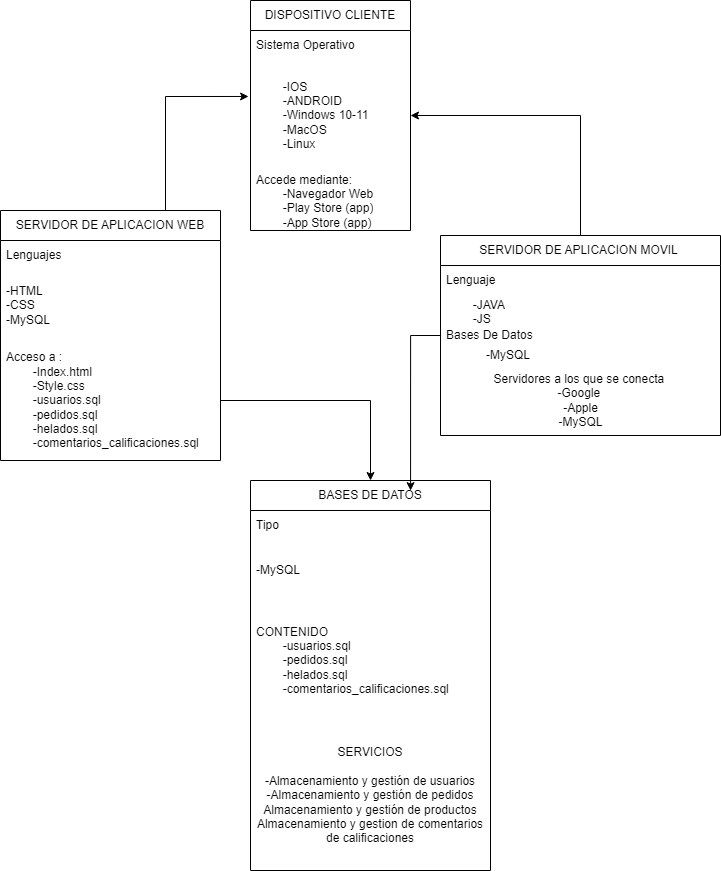 DISPOSITIVO CLIENTE
Sistema Operativo
-IOS
-ANDROID
-Windows 10-11
-MacOS
-Linux
Accede mediante:
-Navegador Web
-Play Store (app)
-App Store (app)
SERVIDOR DE APLICACION WEB
Lenguajes
-HTML
-CSS
-MySQL
Acceso a :
-Index.html
-Style.css
-usuarios.sql
-pedidos.sql
-helados.sql
-comentarios_calificaciones.sql
SERVIDOR DE APLICACION MOVIL
Lenguaje
-JAVA
-JS
Bases De Datos
-MySQL
Servidores a los que se conecta
-Google
-Apple
-MySQL
BASES DE DATOS
Tipo
-MySQL
CONTENIDO
-usuarios.sql
-pedidos.sql
-helados.sql
-comentarios_calificaciones.sql
SERVICIOS
-Almacenamiento y gestión de usuarios
-Almacenamiento y gestión de pedidos
Almacenamiento y gestión de productos
Almacenamiento y gestion de comentarios
de calificaciones